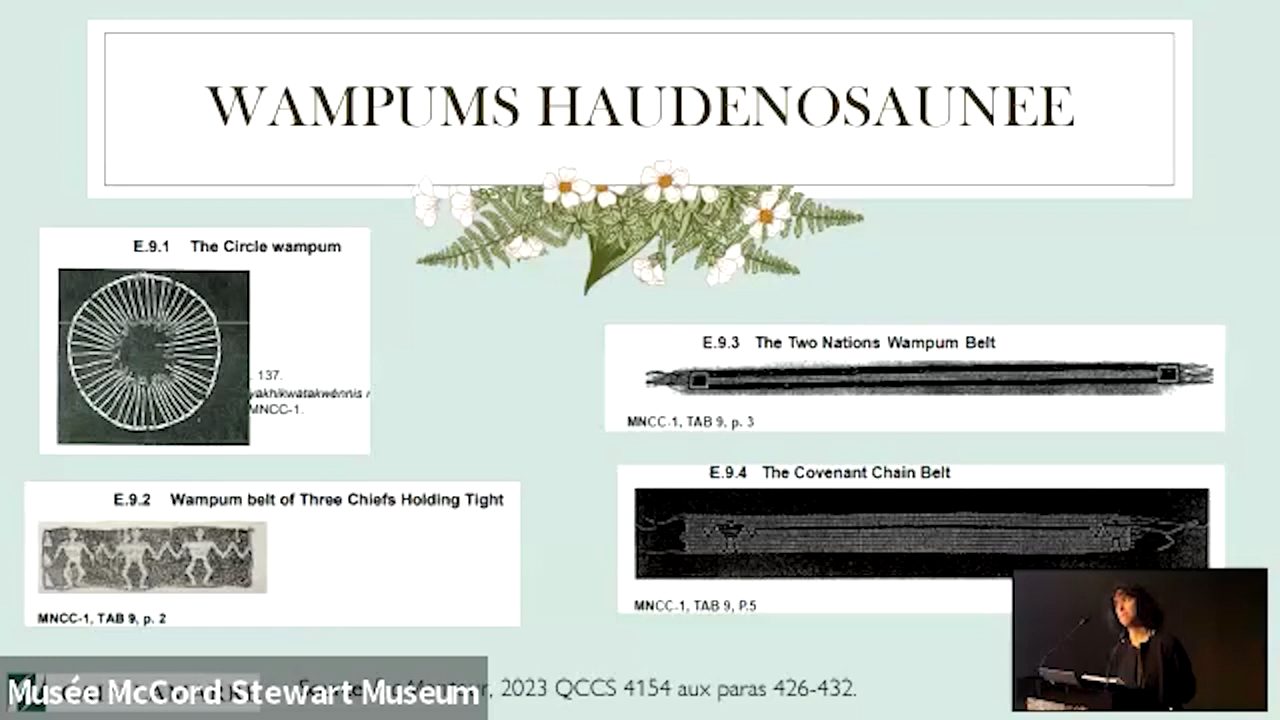 WAMPUMS HAUDENOSAUNEE
E.9.1 The Circle wampum
137.
MNCC-1.
E.9.2 Wampum belt of Three Chiefs Holding Tight
MNCC-1, TAB 9, p. 2
E.9.3 The Two Nations Wampum Belt
MNCC-1, TAB 9, p. 3
E.9.4 The Covenant Chain Belt
MNCC-1, TAB 9, P.5
Musée McCord Stewart Museum
, 2023 QCCS 4154 aux paras 426-432.